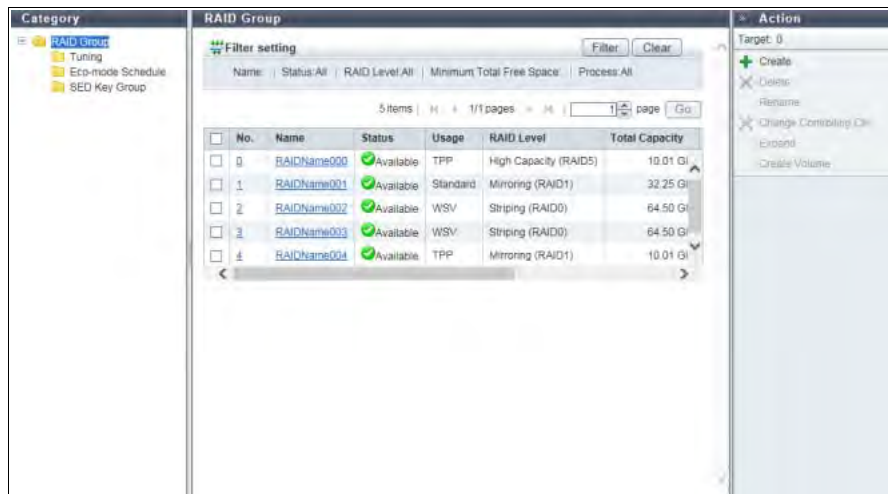 Category
RAID Group
Tuning
Eco-mode Schedule
SED Key Group
RAID Group
Filter setting
Filter Clear
Name: Status:All RAID Level:All Minimum Total Free Space: Process:All
5 items 1/1 pages 1 page Go
No. Name Status Usage RAID Level Total Capacity
0 RAIDName000 Available TPP High Capacity (RAID5) 10.01 G
1 RAIDName001 Available Standard Mirroring (RAID1) 32.25 G
2 RAIDName002 Available WSV Striping (RAID0) 64.50 G
3 RAIDName003 Available WSV Striping (RAID0) 64.50 G
4 RAIDName004 Available TPP Mirroring (RAID1) 10.01 G
Action
Target: 0
Create
Delete
Rename
Change Controlling CM
Expand
Create Volume